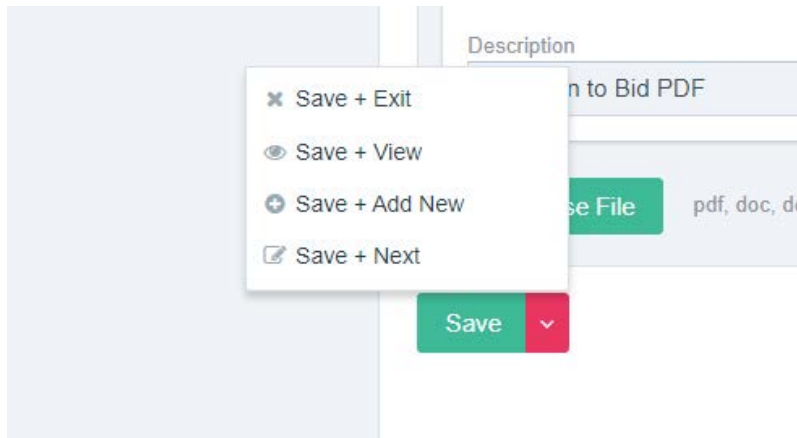 Description
n to Bid PDF
Save + Exit
Save + View
Save + Add New
Save + Next
se File
pdf, doc, d
Save